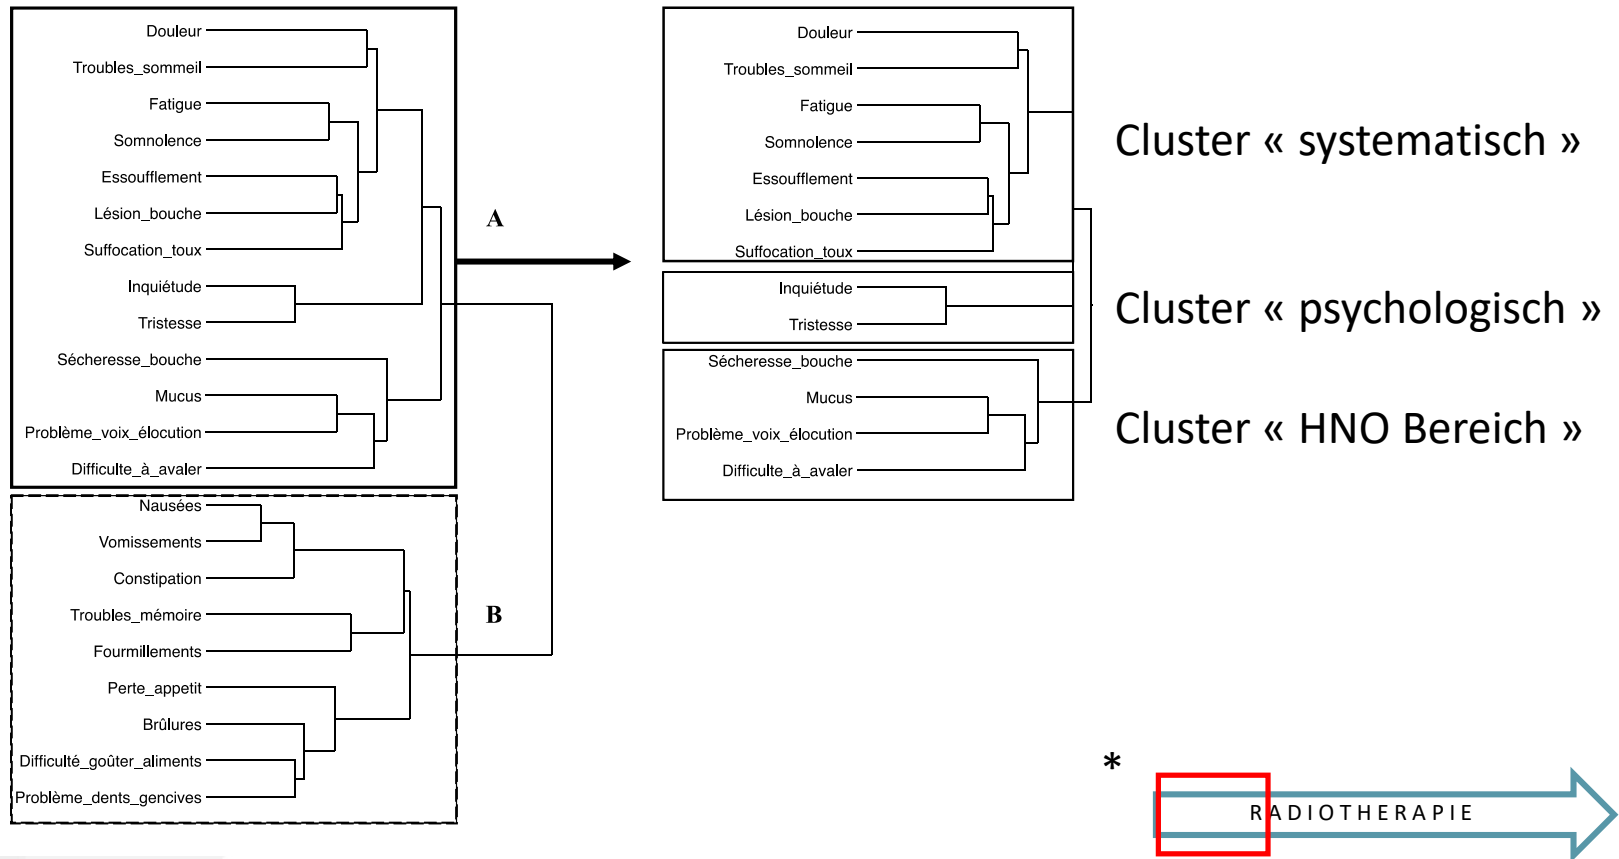 Douleur
Troubles_sommeil
Fatigue
Somnolence
Essoufflement
Lésion_bouche
Suffocation_toux
Inquiétude
Tristesse
Sécheresse_bouche
Mucus
Problème_voix_élocution
Difficulte_à_avaler
A
Nausées
Vomissements
Constipation
Troubles_mémoire
Fourmillements
Perte_appetit
Brûlures
Difficulté_goûter_aliments
Problème_dents_gencives
B
Douleur
Troubles_sommeil
Fatigue
Somnolence
Essoufflement
Lésion_bouche
Suffocation_toux
Inquiétude
Tristesse
Sécheresse_bouche
Mucus
Problème_voix_élocution
Difficulte_à_avaler
Cluster « systematisch »
Cluster « psychologisch »
Cluster « HNO Bereich »
*
RADIOTHERAPIE